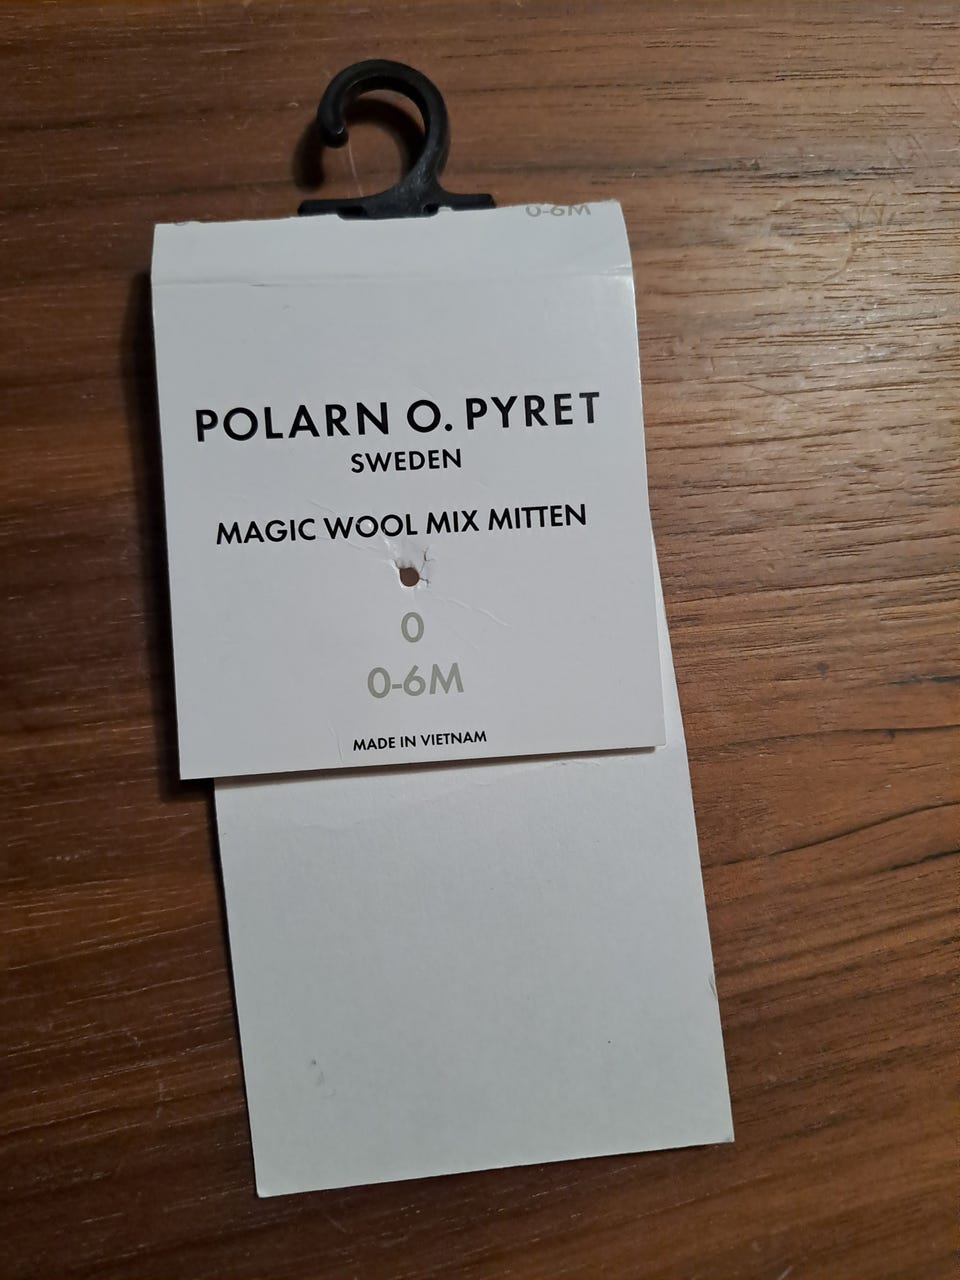 0-6M
POLARN O. PYRET
SWEDEN
MAGIC WOOL MIX MITTEN
0
0-6M
MADE IN VIETNAM